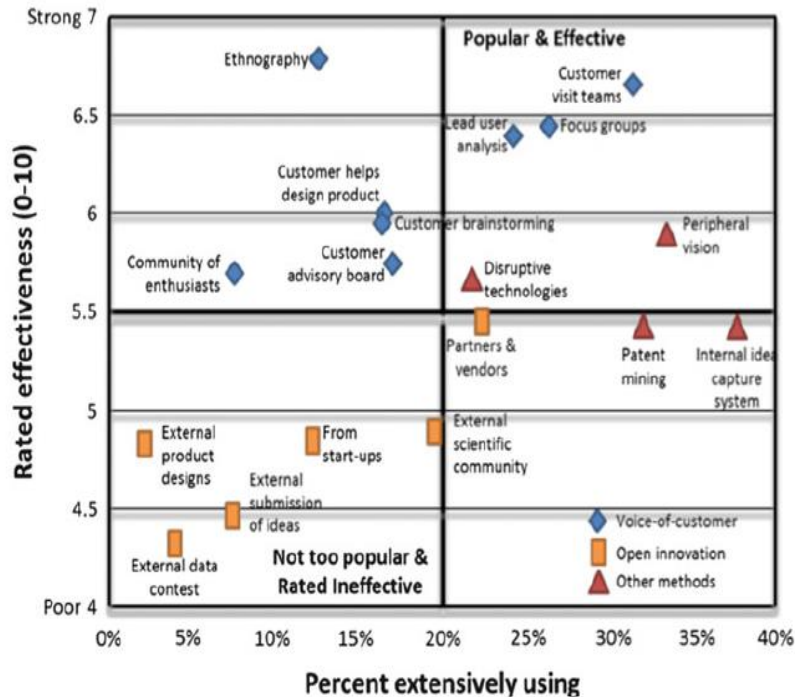 Strong 7
6.5
6
5.5
5
4.5
Poor 4
Rated effectiveness (0-10)
Popular & Effective
Ethnography
Customer
visit teams
Lead user
analysis
Focus groups
Customer helps
design product
Customer brainstorming
Peripheral
vision
Community of
enthusiasts
Customer
advisory board
Disruptive
technologies
Partners &
vendors
Patent
mining
Internal idea
capture
system
External
product
designs
From
start-ups
External
scientific
community
External
submission
of ideas
External data
contest
Not too popular &
Rated Ineffective
Voice-of-customer
Open innovation
Other methods
0%
5%
10%
15%
20%
25%
30%
35%
40%
Percent extensively using